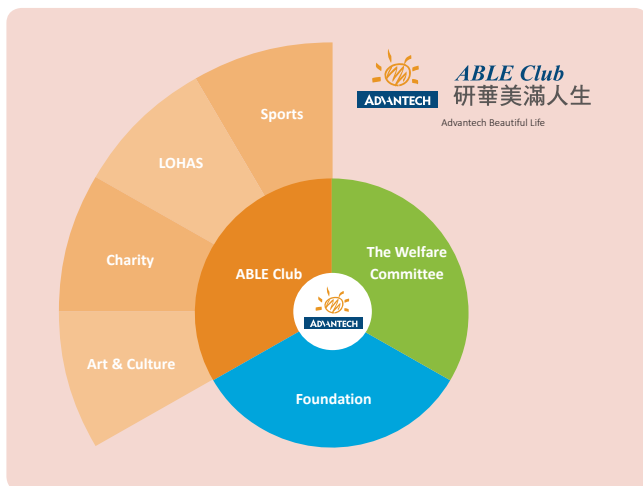 ADVANTECH
ABLE Club
研華美滿人生
Advantech Beautiful Life
Sports
LOHAS
Charity
Art & Culture
ABLE Club
The Welfare
Committee
ADVANTECH
Foundation